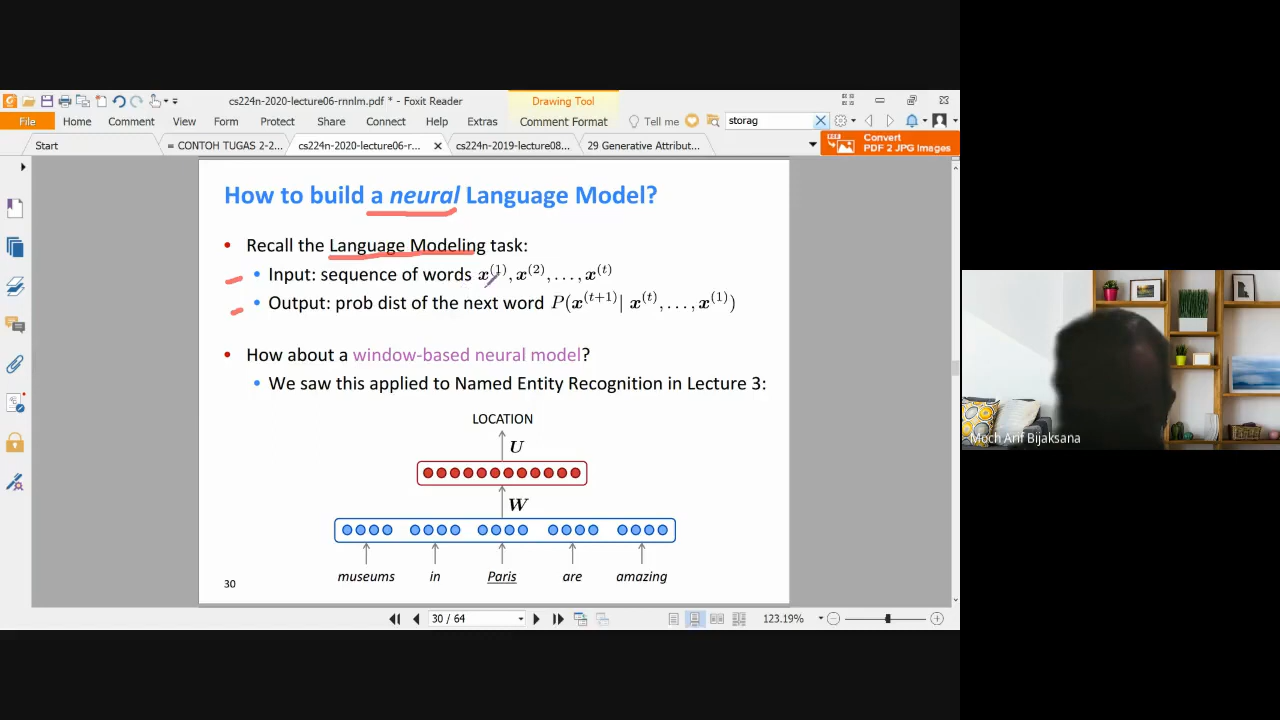 cs224n-2020-lecture06-rnnlm.pdf * - Foxit Reader
Drawing Tool
File Home Comment View Form Protect Share Connect Help Extras Comment Format Tell me storag
Start = CONTOH TUGAS 2-2... cs224n-2020-lecture06-r... cs224n-2019-lecture08... 29 Generative Attribut...
Convert
PDF 2 JPG Images
How to build a neural Language Model?
• Recall the Language Modeling task:
• Input: sequence of words x⁽¹⁾, x⁽²⁾, . . . , x⁽ᵗ⁾
• Output: prob dist of the next word P(x⁽ᵗ⁺¹⁾| x⁽ᵗ⁾, . . . , x⁽¹⁾)
• How about a window-based neural model?
• We saw this applied to Named Entity Recognition in Lecture 3:
LOCATION
U
W
museums in Paris are amazing
30
30 / 64
123.19%
Moch Arif Bijaksana